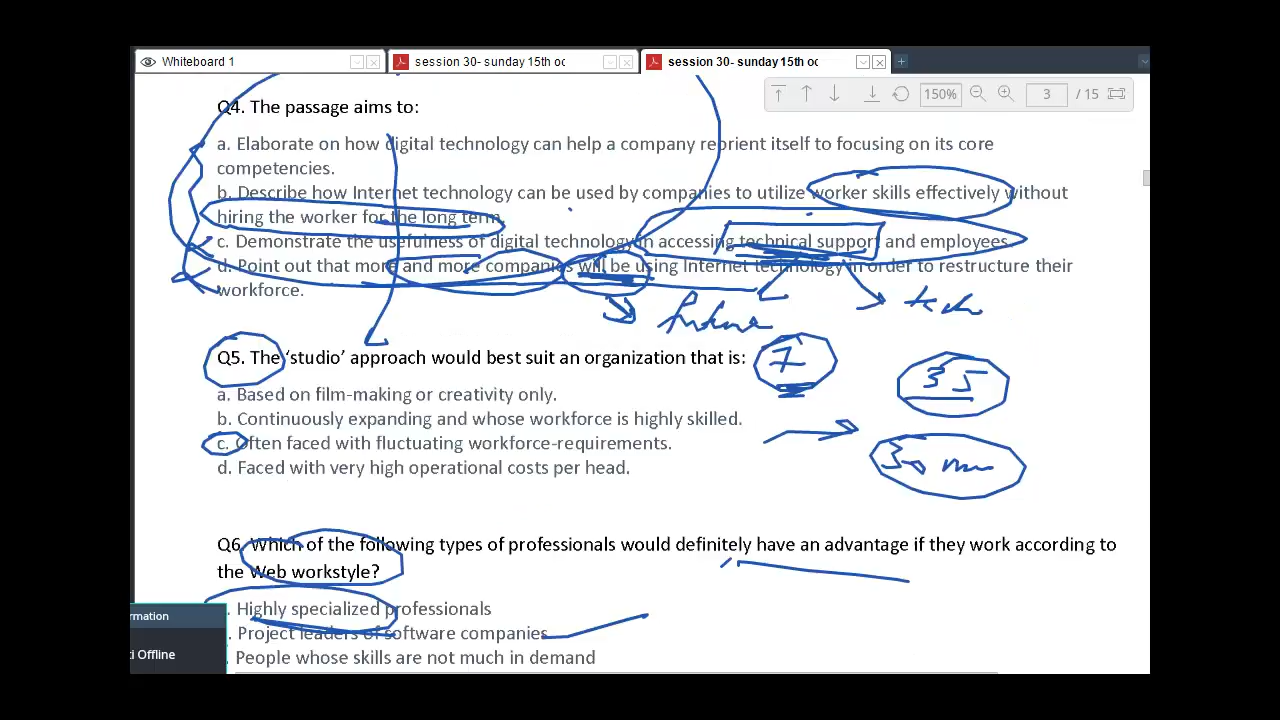 Whiteboard 1
session 30- sunday 15th oc
session 30- sunday 15th oc
150%
3 / 15
Q4. The passage aims to:
a. Elaborate on how digital technology can help a company reorient itself to focusing on its core
competencies.
b. Describe how Internet technology can be used by companies to utilize worker skills effectively without
hiring the worker for the long term.
c. Demonstrate the usefulness of digital technology in accessing technical support and employees.
d. Point out that more and more companies will be using Internet technology in order to restructure their
workforce.
future
tech
Q5. The ‘studio’ approach would best suit an organization that is:
7
35
a. Based on film-making or creativity only.
b. Continuously expanding and whose workforce is highly skilled.
c. Often faced with fluctuating workforce-requirements.
30
d. Faced with very high operational costs per head.
Q6. Which of the following types of professionals would definitely have an advantage if they work according to
the Web workstyle?
. Highly specialized professionals
. Project leaders of software companies
. People whose skills are not much in demand
rmation
Offline